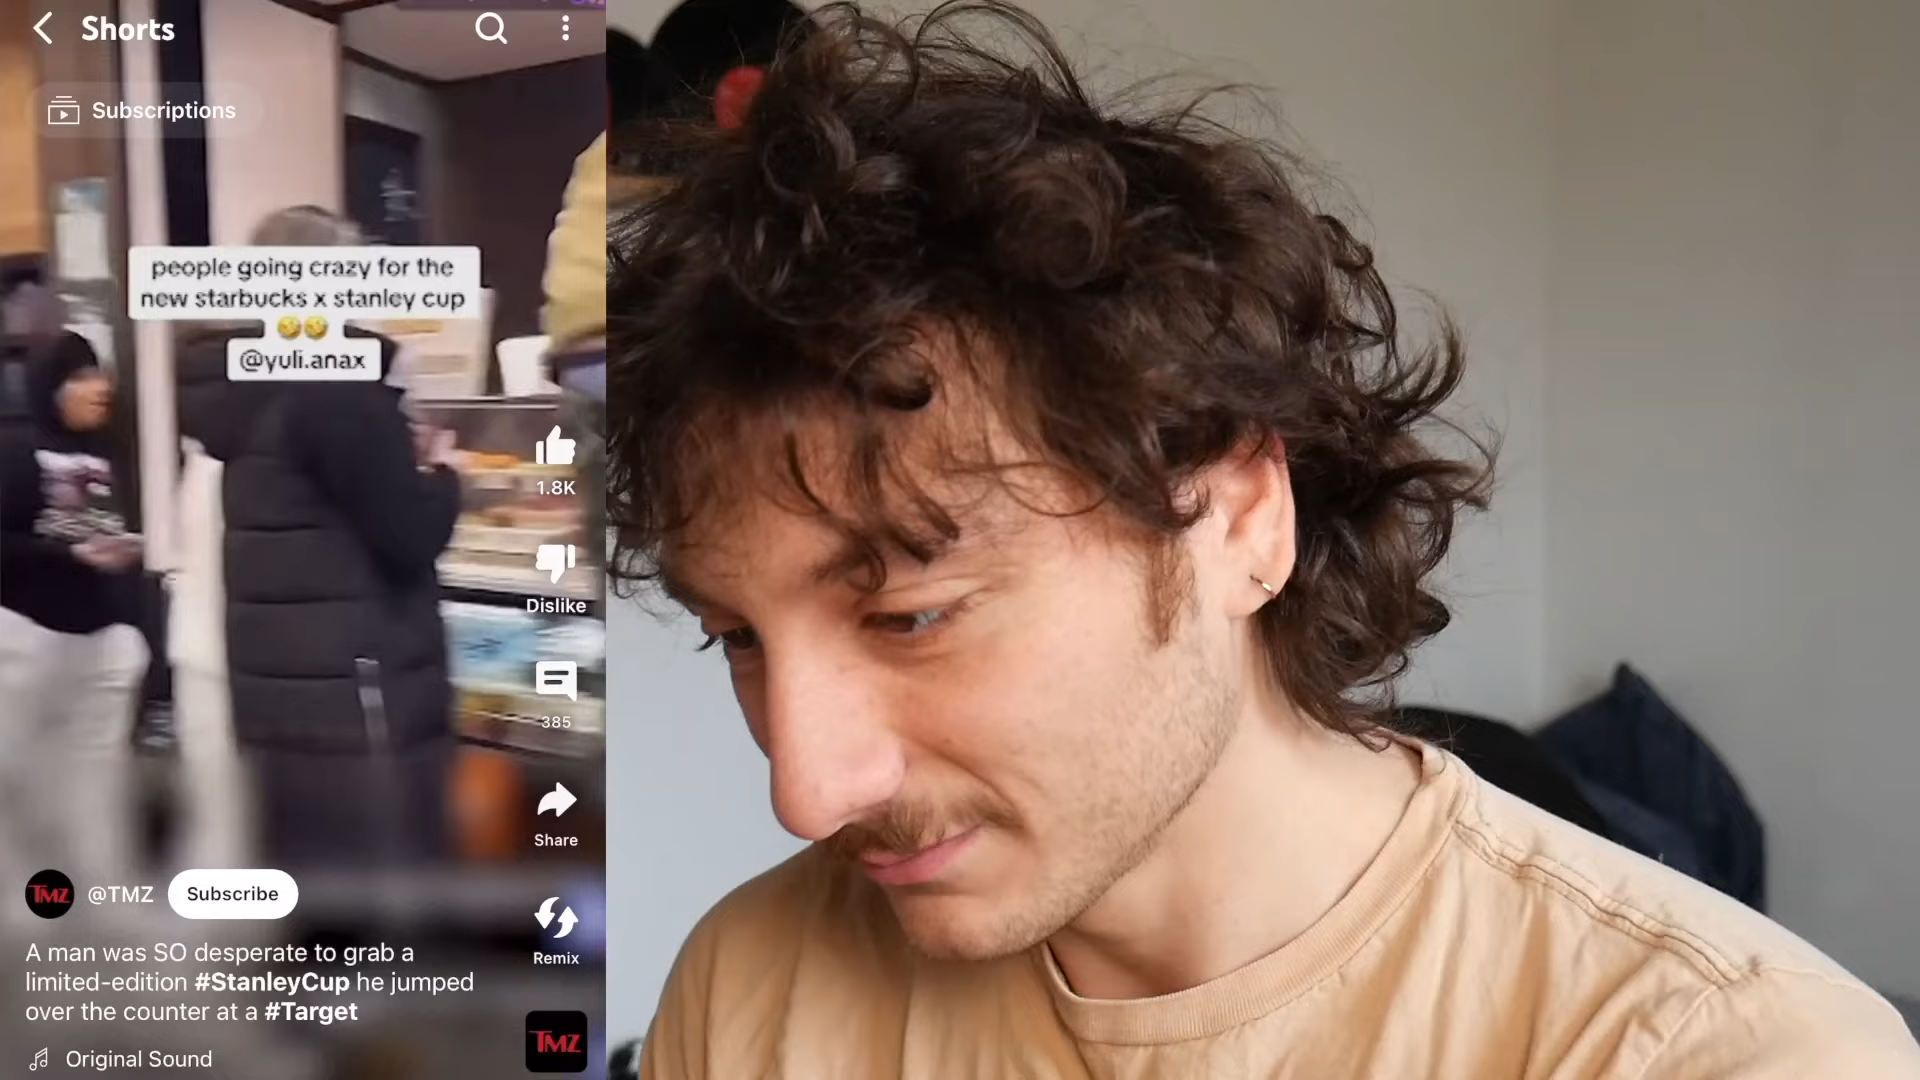 Shorts
Subscriptions
people going crazy for the
new starbucks x stanley cup
🤣🤣
@yuli.anax
1.8K
Dislike
385
Share
Remix
TMZ
@TMZ
Subscribe
A man was SO desperate to grab a
limited-edition #StanleyCup he jumped
over the counter at a #Target
TMZ
Original Sound